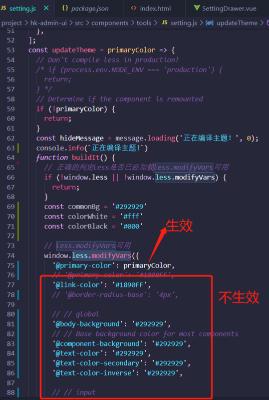 setting.js
package.json
index.html
SettingDrawer.vue
project > hk-admin-ui > src > components > tools > setting.js > updateTheme
51 },
52 ];
53 const updateTheme = primaryColor => {
54 // Don't compile less in production!
55 /* if (process.env.NODE_ENV === 'production') {
56 return;
57 } */
58 // Determine if the component is remounted
59 if (!primaryColor) {
60 return;
61 }
62 const hideMessage = message.loading('正在编译主题！', 0);
63 console.info(`正在编译主题!`)
64 function buildIt() {
65 // 正确的判定less是否已经加载less.modifyVars可用
66 if (!window.less || !window.less.modifyVars) {
67 return;
68 }
69 const commonBg = '#292929'
70 const colorWhite = '#fff'
71 const colorBlack = '#000'
72
73 // less.modifyVars可用
74 window.less.modifyVars({
75 '@primary-color': primaryColor,
76 // '@primary-color': '#1890FF',
77 '@link-color': '#1890FF',
78 // '@border-radius-base': '4px',
79
80 // // global
81 '@body-background': '#292929',
82 // // Base background color for most components
83 '@component-background': '#292929',
84 '@text-color': '#292929',
85 '@text-color-secondary': '#292929',
86 '@text-color-inverse': '#292929',
87
88 // // input
生效
不生效